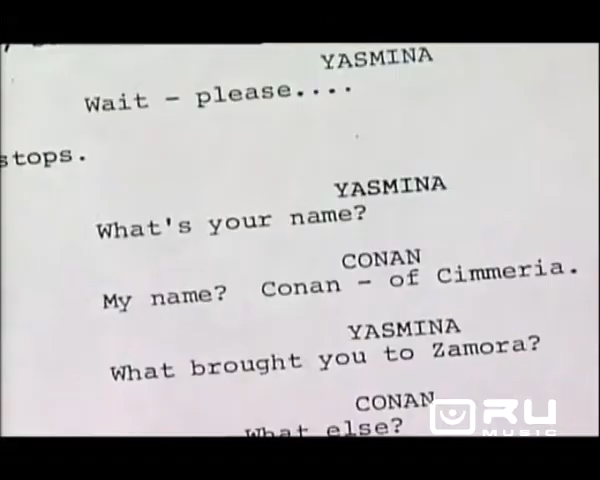 YASMINA
Wait - please....
stops.
YASMINA
What's your name?
CONAN
My name? Conan - of Cimmeria.
YASMINA
What brought you to Zamora?
CONAN
What else?
RU
MUSIC